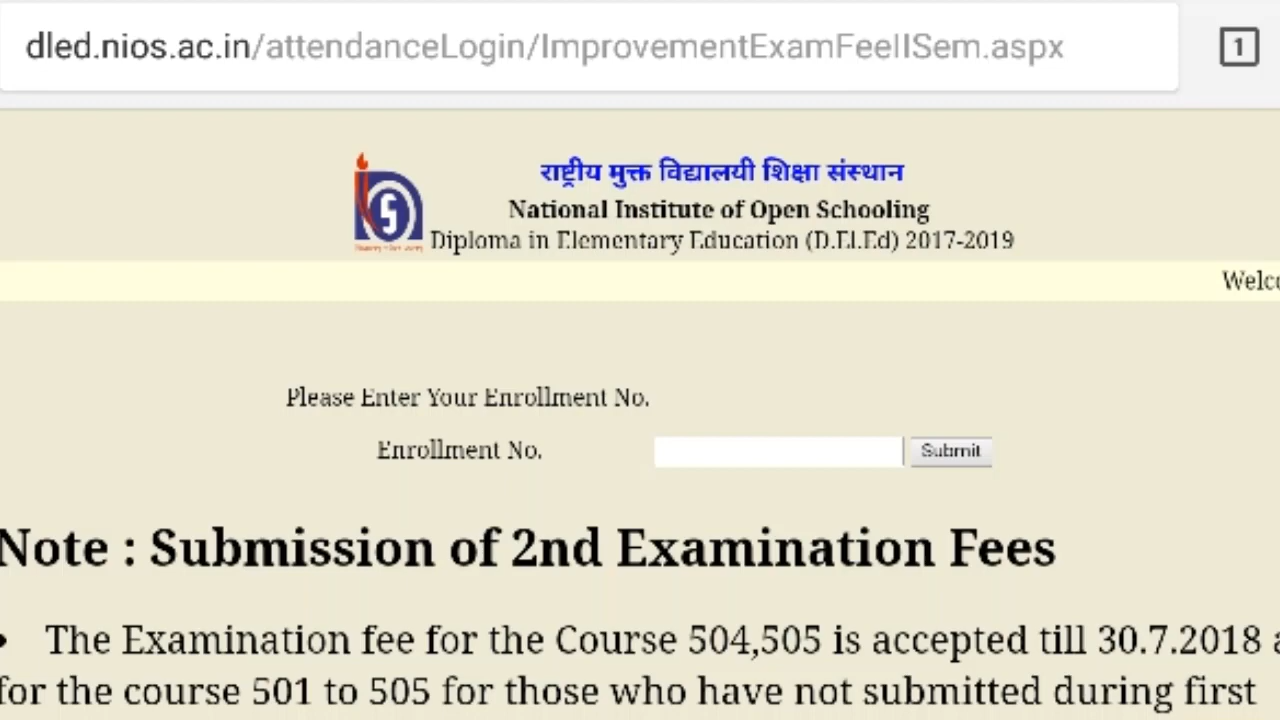 dled.nios.ac.in/attendanceLogin/ImprovementExamFeeIISem.aspx
1
राष्ट्रीय मुक्त विद्यालयी शिक्षा संस्थान
National Institute of Open Schooling
Diploma in Elementary Education (D.El.Ed) 2017-2019
Please Enter Your Enrollment No.
Enrollment No.
Submit
Note : Submission of 2nd Examination Fees
• The Examination fee for the Course 504,505 is accepted till 30.7.2018
for the course 501 to 505 for those who have not submitted during first